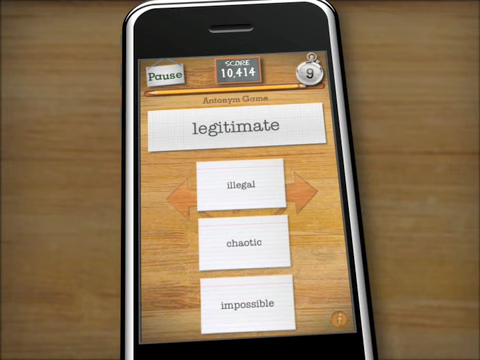 Pause
SCORE
10,414
9
Antonym Game
legitimate
illegal
chaotic
impossible
i